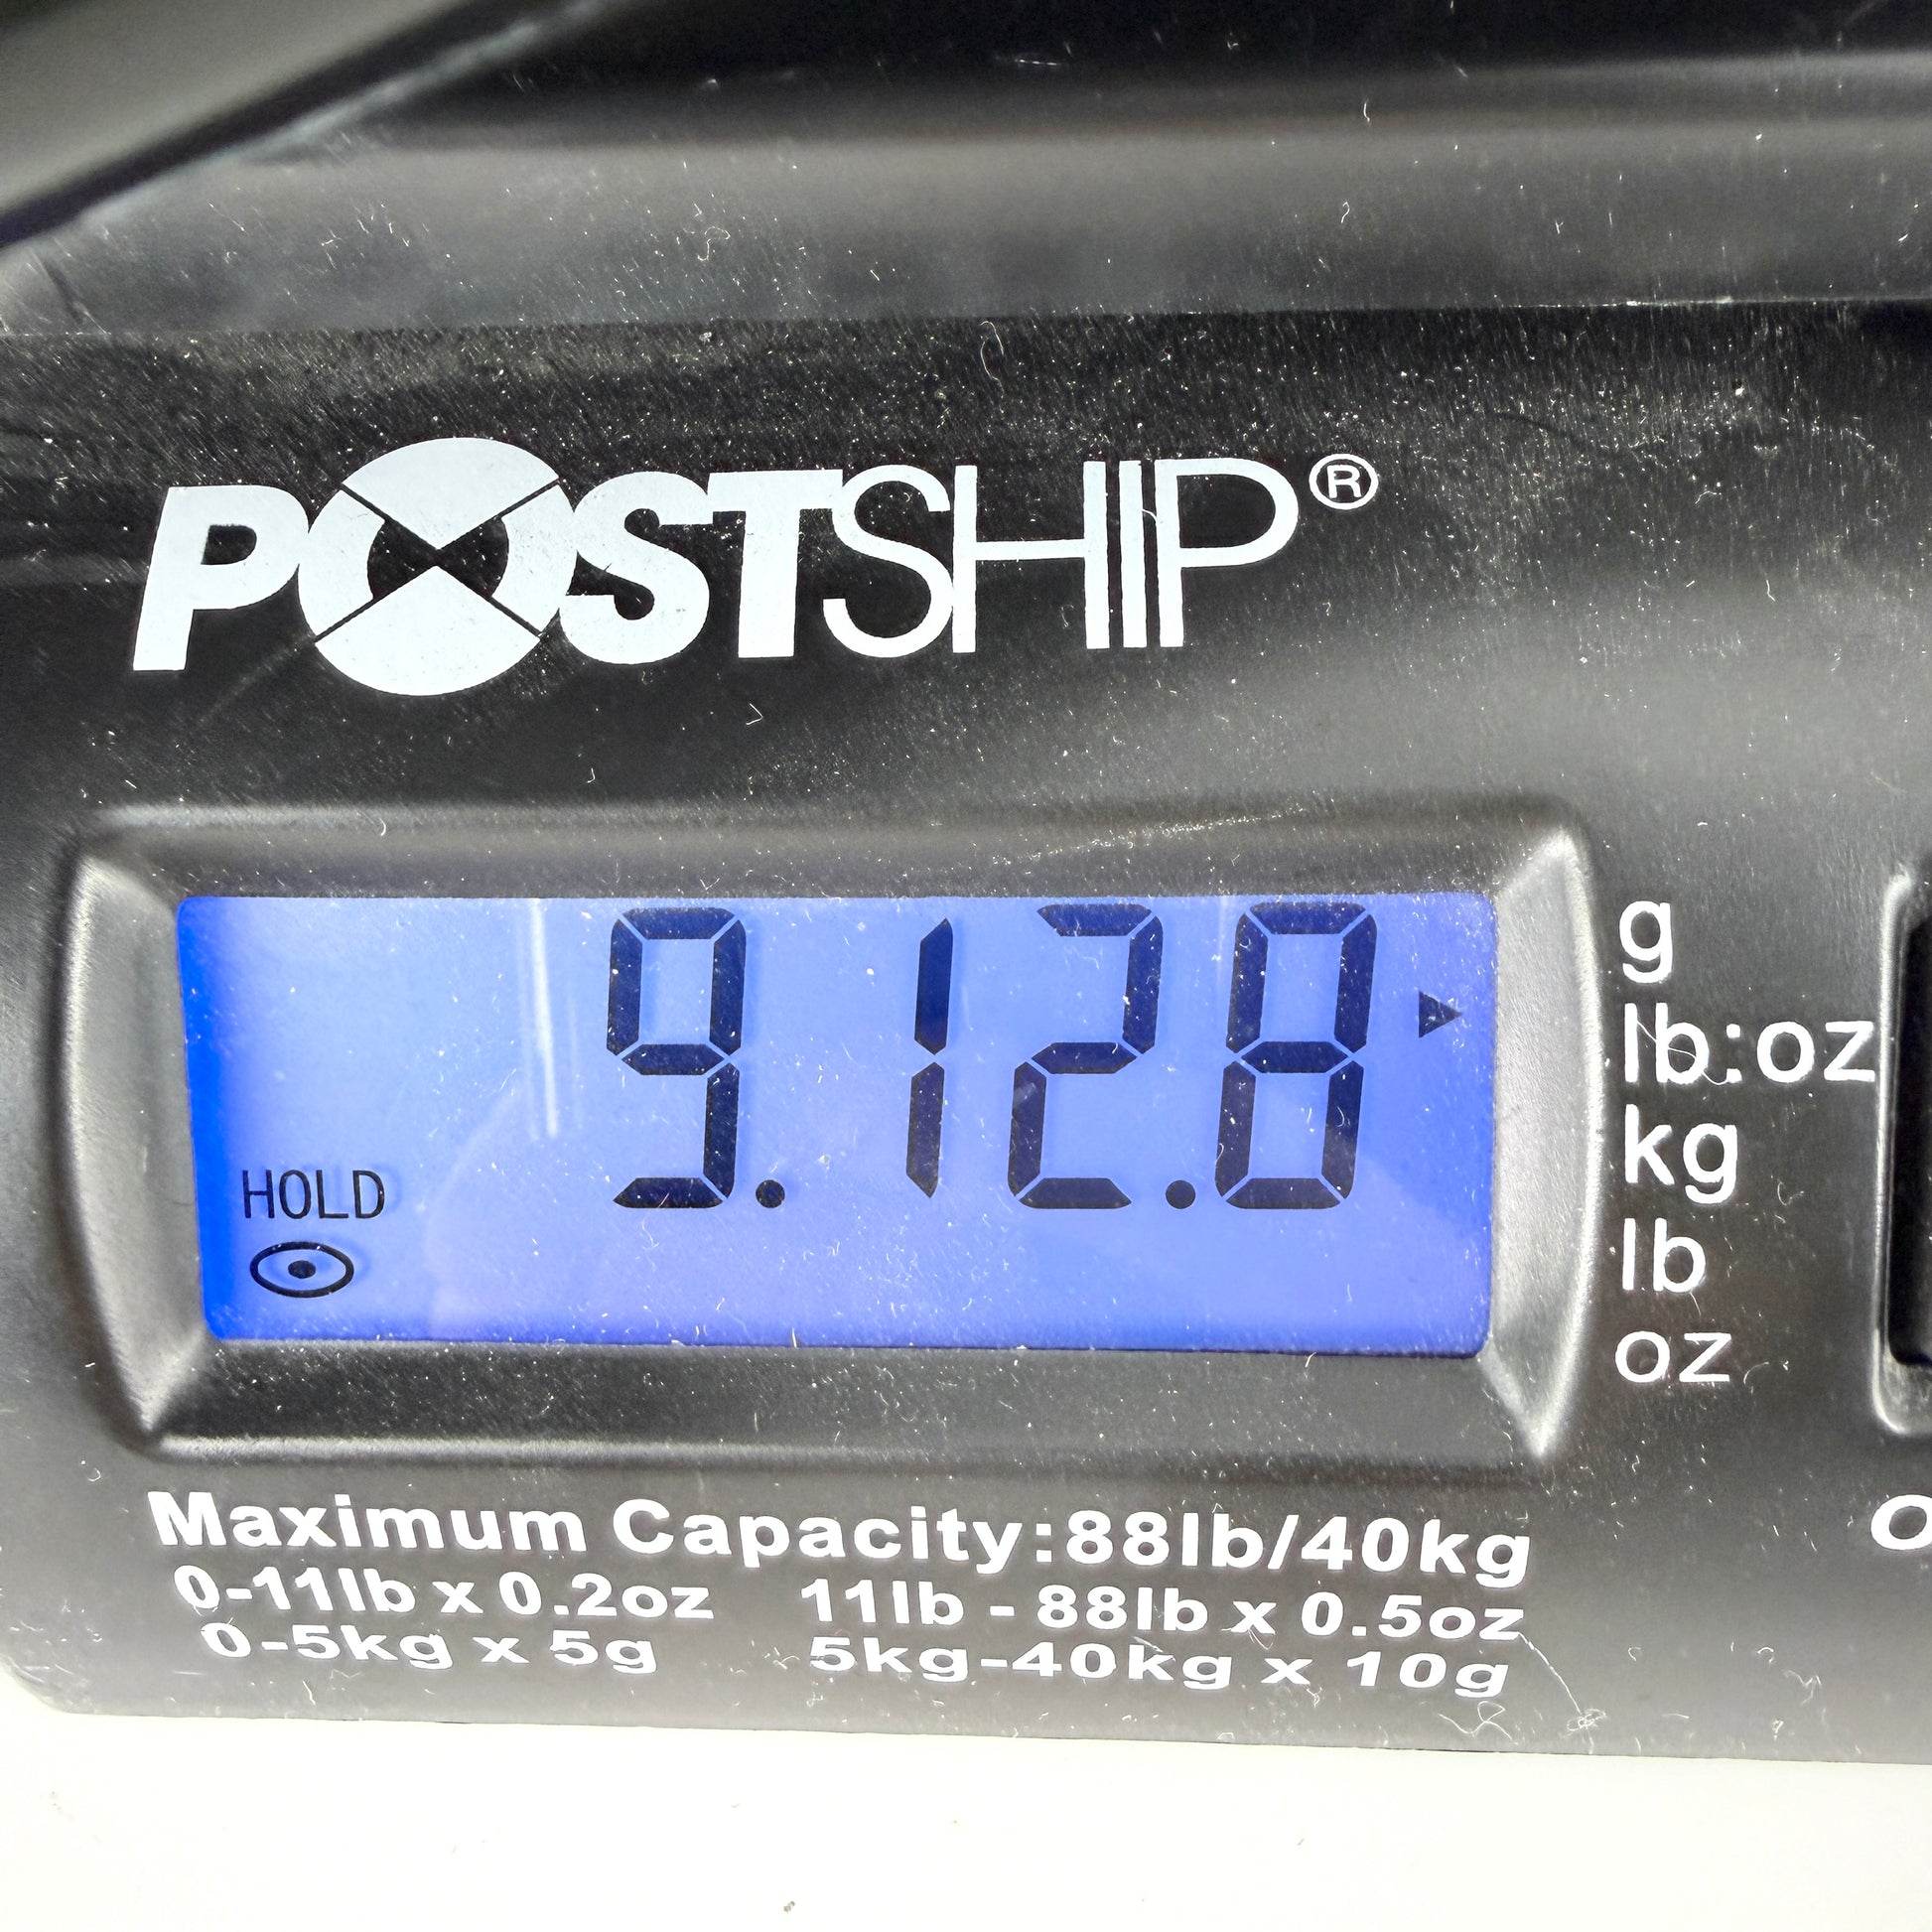 POSTSHIP®
9.12.8
HOLD
g
lb:oz
kg
lb
oz
Maximum Capacity:88lb/40kg
0-11lb x 0.2oz 11lb - 88lb x 0.5oz
0-5kg x 5g 5kg-40kg x 10g